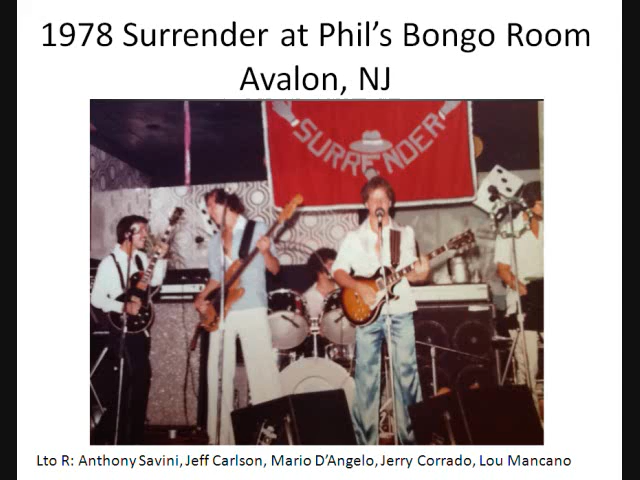 1978 Surrender at Phil’s Bongo Room
Avalon, NJ
SURRENDER
Lto R: Anthony Savini, Jeff Carlson, Mario D’Angelo, Jerry Corrado, Lou Mancano